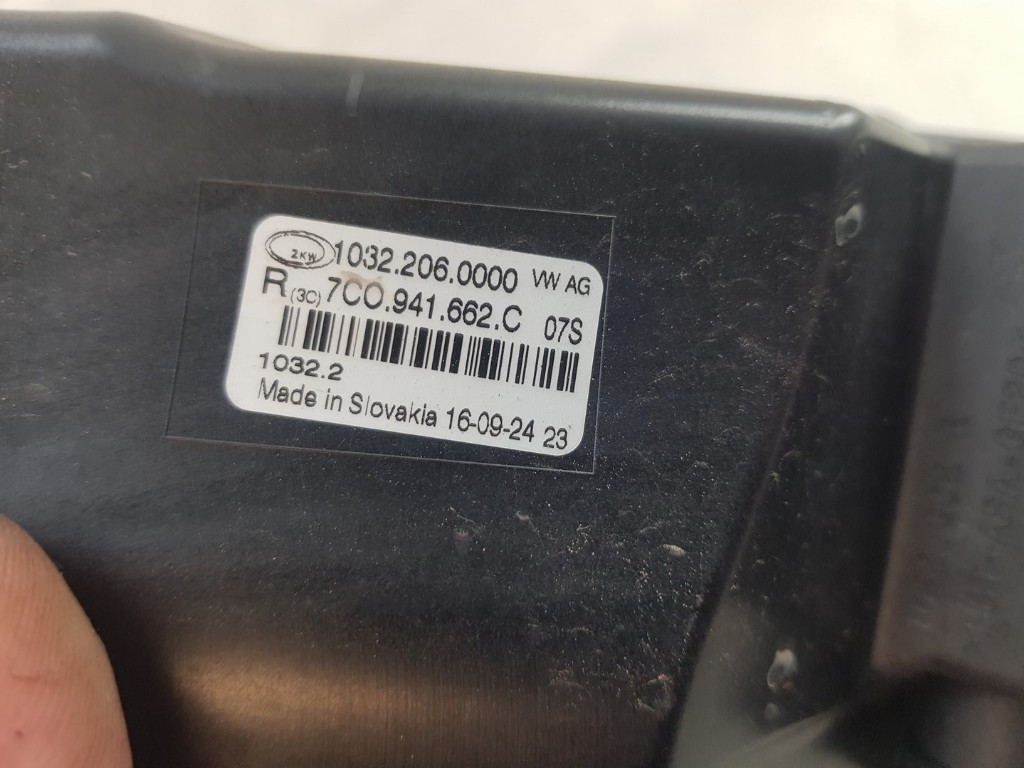 2KW 1032.206.0000 VW AG
R (3C) 7C0.941.662.C 07S
1032.2
Made in Slovakia 16-09-24 23